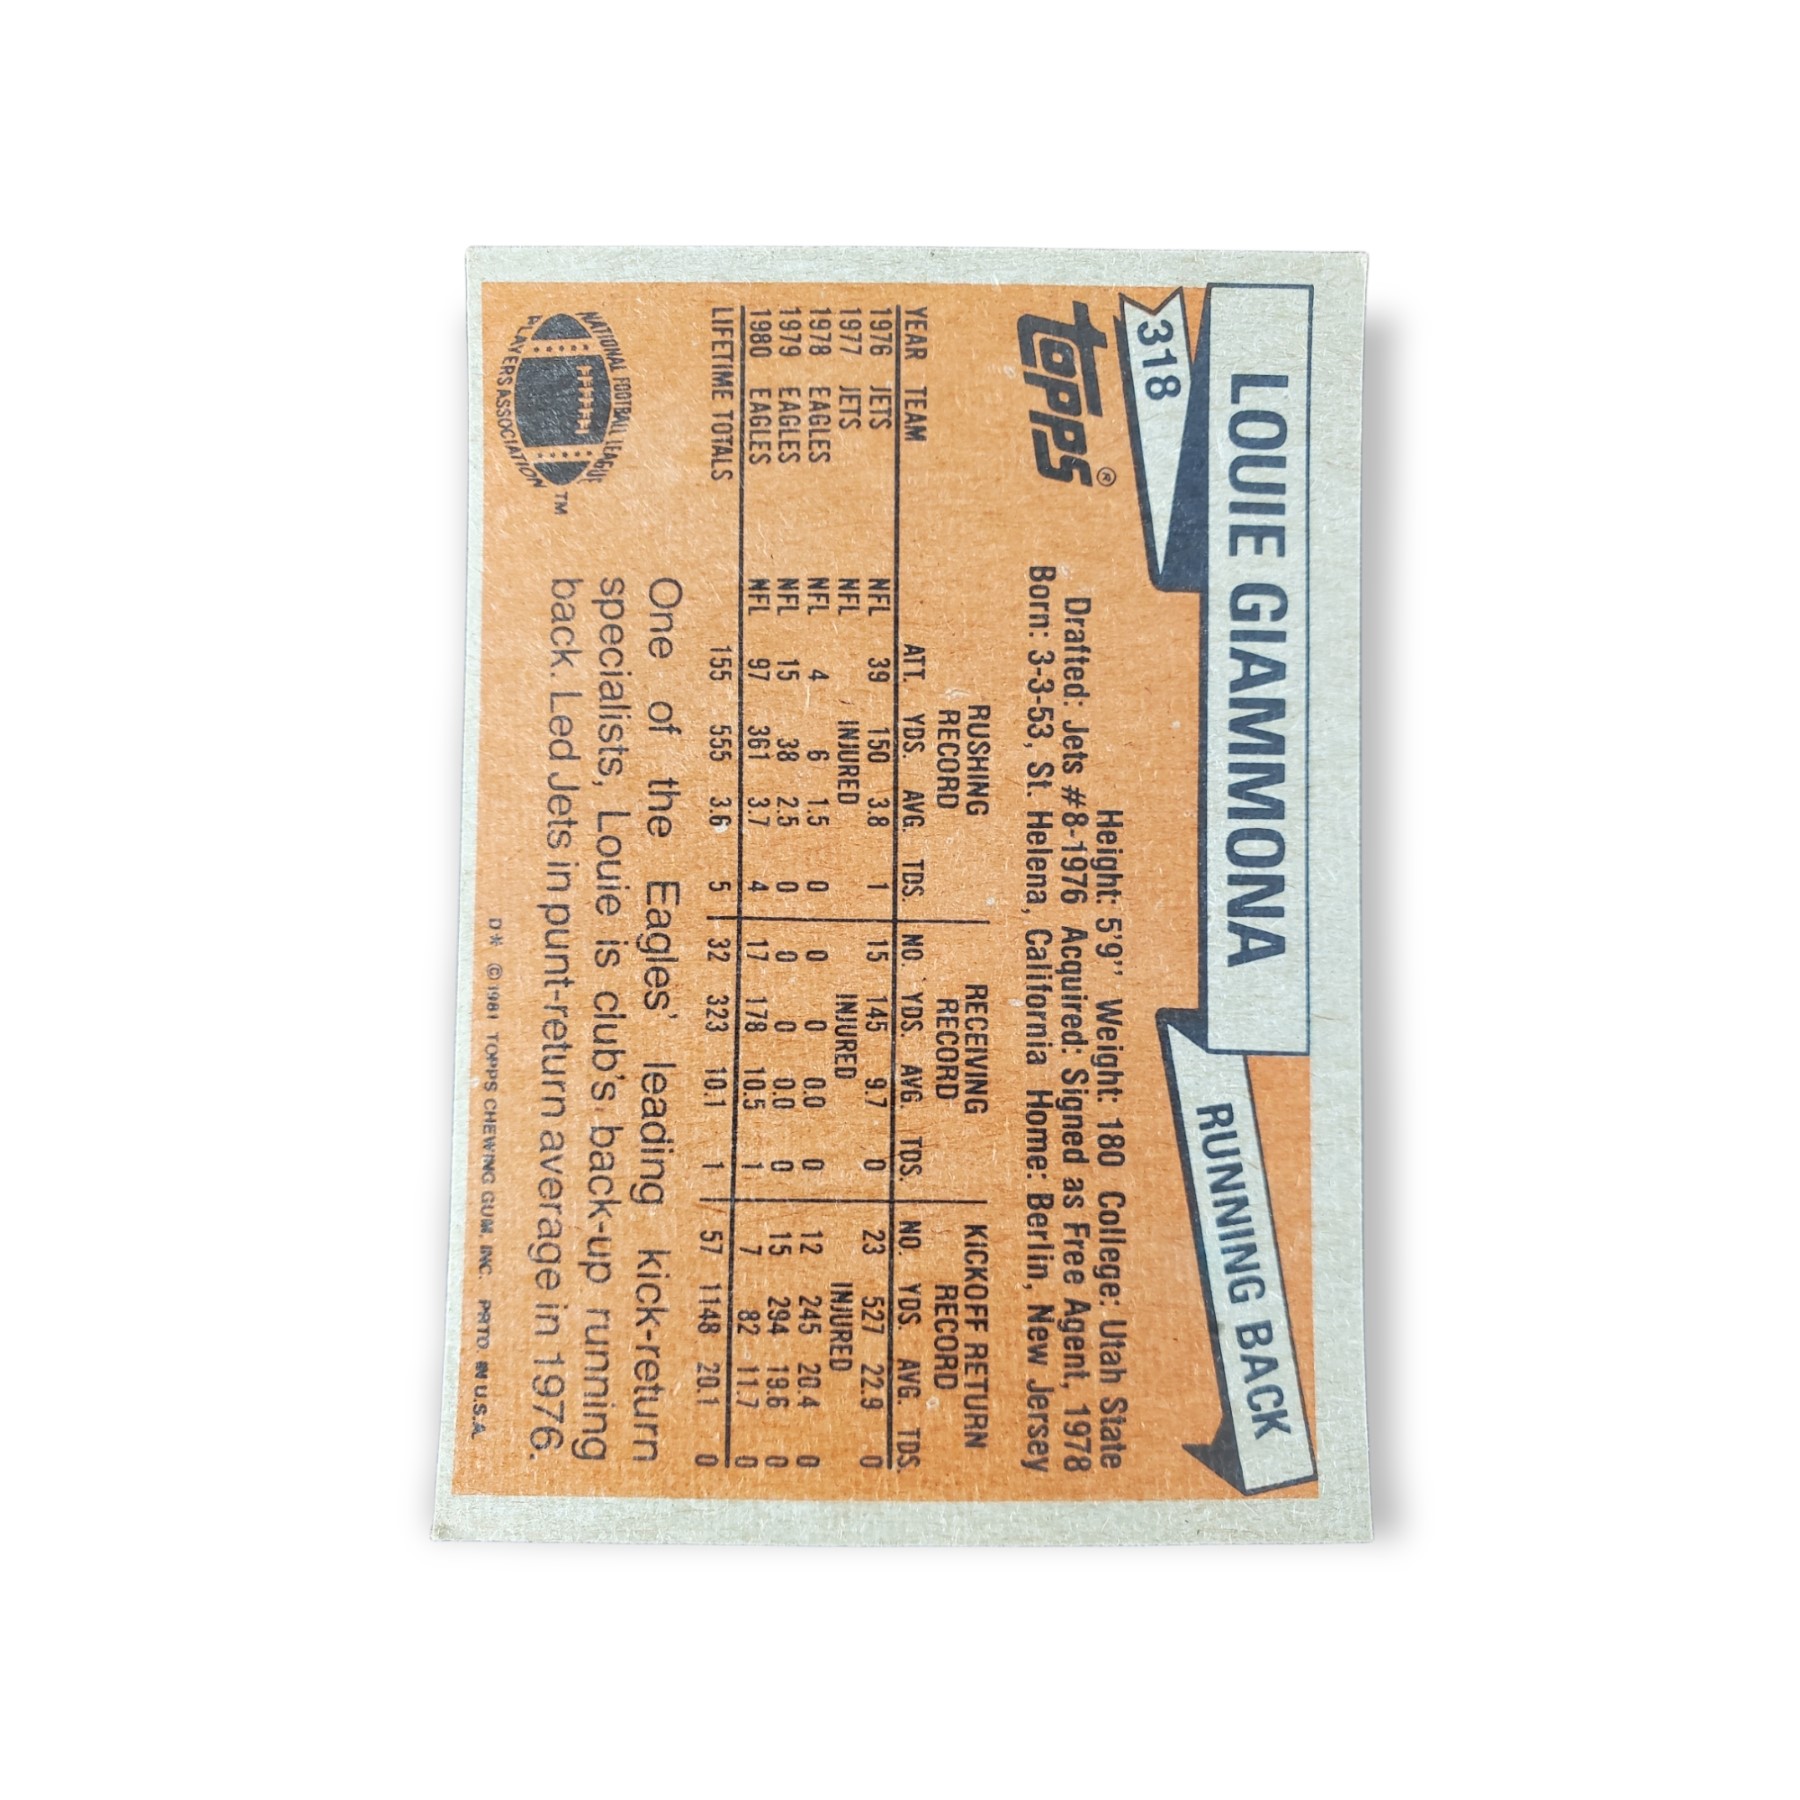 LOUIE GIAMMONA
RUNNING BACK
318
topps®
Height: 5'9" Weight: 180 College: Utah State
Drafted: Jets #8-1976 Acquired: Signed as Free Agent, 1978
Born: 3-3-53, St. Helena, California Home: Berlin, New Jersey
RUSHING RECEIVING KICKOFF RETURN
RECORD RECORD RECORD
YEAR TEAM ATT. YDS. AVG. TDS. NO. YDS. AVG. TDS. NO. YDS. AVG. TDS.
1976 JETS NFL 39 150 3.8 1 15 145 9.7 0 23 527 22.9 0
1977 JETS NFL INJURED INJURED INJURED
1978 EAGLES NFL 4 6 1.5 0 0 0 0.0 0 12 245 20.4 0
1979 EAGLES NFL 15 38 2.5 0 0 0 0.0 0 15 294 19.6 0
1980 EAGLES NFL 97 361 3.7 4 17 178 10.5 1 7 82 11.7 0
LIFETIME TOTALS 155 555 3.6 5 32 323 10.1 1 57 1148 20.1 0
One of the Eagles' leading kick-return
specialists, Louie is club's back-up running
back. Led Jets in punt-return average in 1976.
NATIONAL FOOTBALL LEAGUE
PLAYERS ASSOCIATION
TM
D* © 1981 TOPPS CHEWING GUM, INC. PRTD. IN U.S.A.